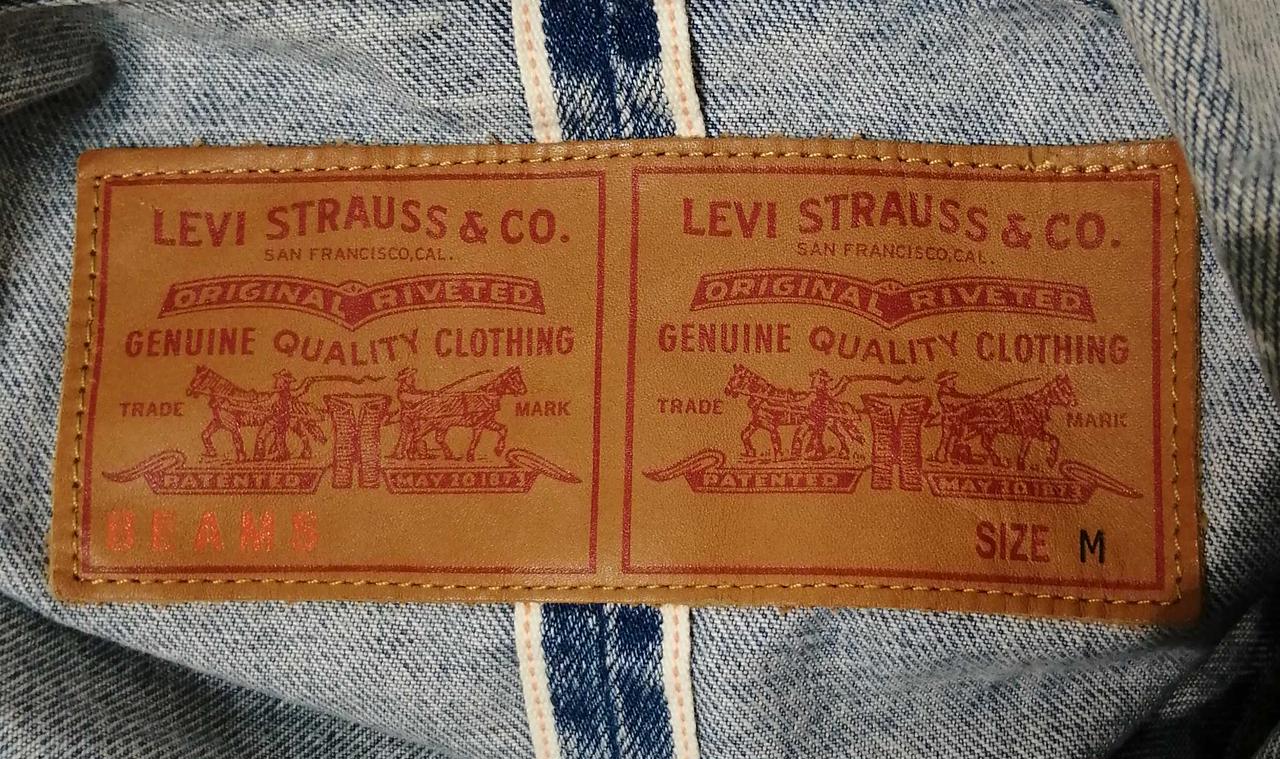 LEVI STRAUSS & CO.
SAN FRANCISCO, CAL.
ORIGINAL RIVETED
GENUINE QUALITY CLOTHING
TRADE MARK
PATENTED MAY 20 1873
BEAMS
LEVI STRAUSS & CO.
SAN FRANCISCO, CAL.
ORIGINAL RIVETED
GENUINE QUALITY CLOTHING
TRADE MARK
PATENTED MAY 20 1873
SIZE M